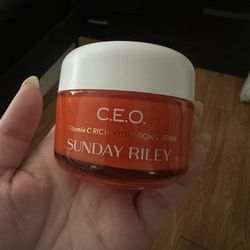 C.E.O.
Vitamin C RICH HYDRATION CREAM
SUNDAY RILEY